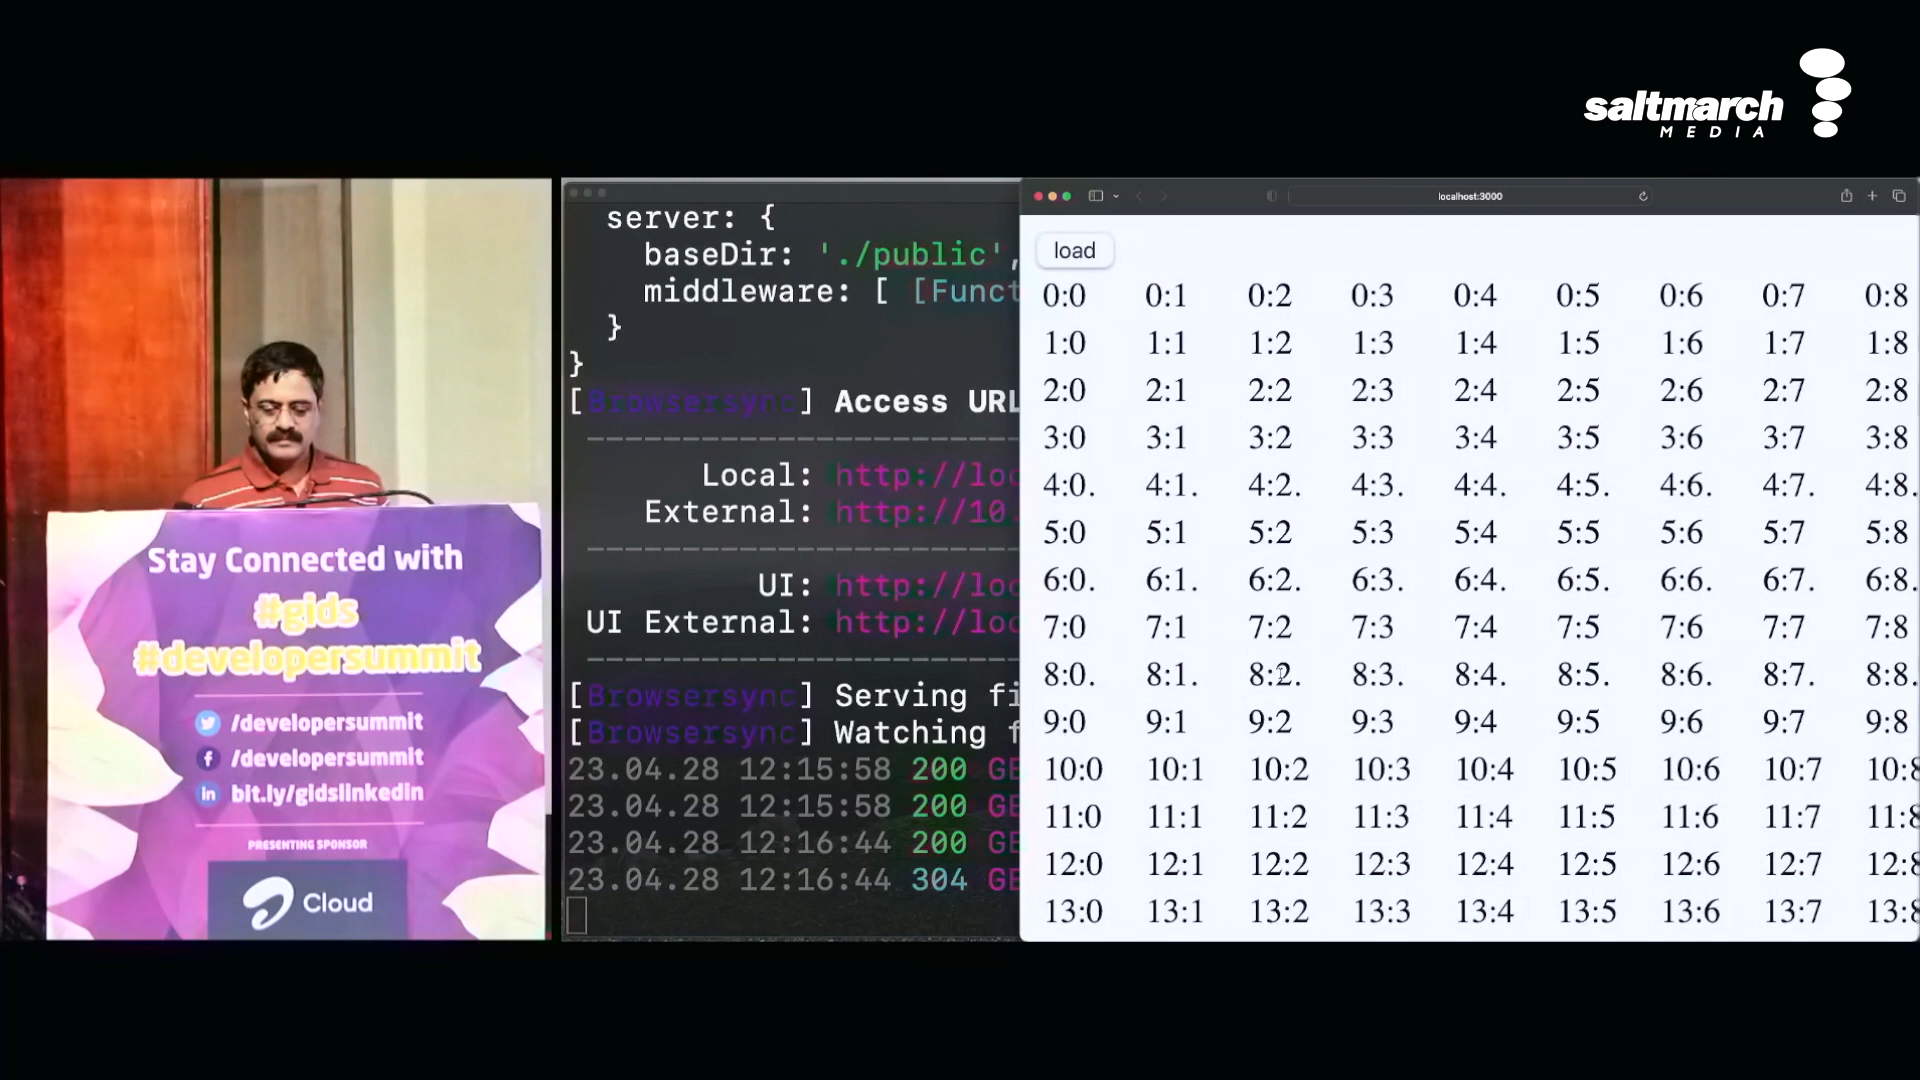 saltmarch
MEDIA
Stay Connected with
#gids
#developersummit
/developersummit
/developersummit
bit.ly/gidslinkedin
PRESENTING SPONSOR
Cloud
server: {
baseDir: './public',
middleware: [ [Funct
}
}
[Browsersync] Access URL
Local: http://loc
External: http://10.
UI: http://loc
UI External: http://loc
[Browsersync] Serving fi
[Browsersync] Watching f
23.04.28 12:15:58 200 GE
23.04.28 12:15:58 200 GE
23.04.28 12:16:44 200 GE
23.04.28 12:16:44 304 GE
localhost:3000
load
0:0 0:1 0:2 0:3 0:4 0:5 0:6 0:7 0:8
1:0 1:1 1:2 1:3 1:4 1:5 1:6 1:7 1:8
2:0 2:1 2:2 2:3 2:4 2:5 2:6 2:7 2:8
3:0 3:1 3:2 3:3 3:4 3:5 3:6 3:7 3:8
4:0. 4:1. 4:2. 4:3. 4:4. 4:5. 4:6. 4:7. 4:8.
5:0 5:1 5:2 5:3 5:4 5:5 5:6 5:7 5:8
6:0. 6:1. 6:2. 6:3. 6:4. 6:5. 6:6. 6:7. 6:8.
7:0 7:1 7:2 7:3 7:4 7:5 7:6 7:7 7:8
8:0. 8:1. 8:2. 8:3. 8:4. 8:5. 8:6. 8:7. 8:8.
9:0 9:1 9:2 9:3 9:4 9:5 9:6 9:7 9:8
10:0 10:1 10:2 10:3 10:4 10:5 10:6 10:7 10:8
11:0 11:1 11:2 11:3 11:4 11:5 11:6 11:7 11:8
12:0 12:1 12:2 12:3 12:4 12:5 12:6 12:7 12:8
13:0 13:1 13:2 13:3 13:4 13:5 13:6 13:7 13:8